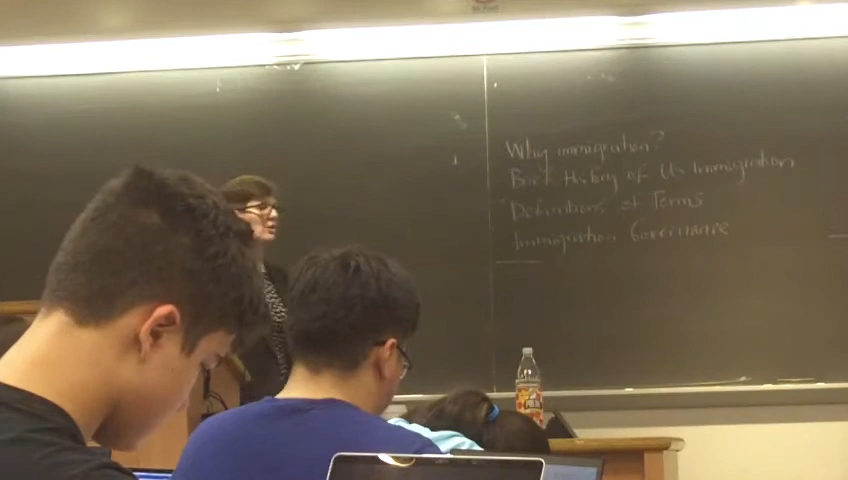 Why immigration?
Brief History of US Immigration
Definitions of Terms
Immigration Governance